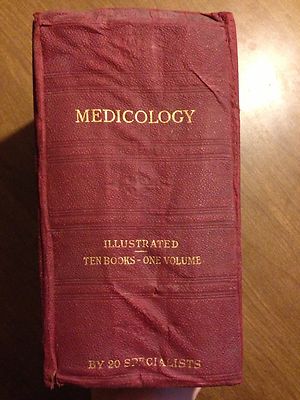 MEDICOLOGY
ILLUSTRATED
TEN BOOKS - ONE VOLUME
BY 20 SPECIALISTS